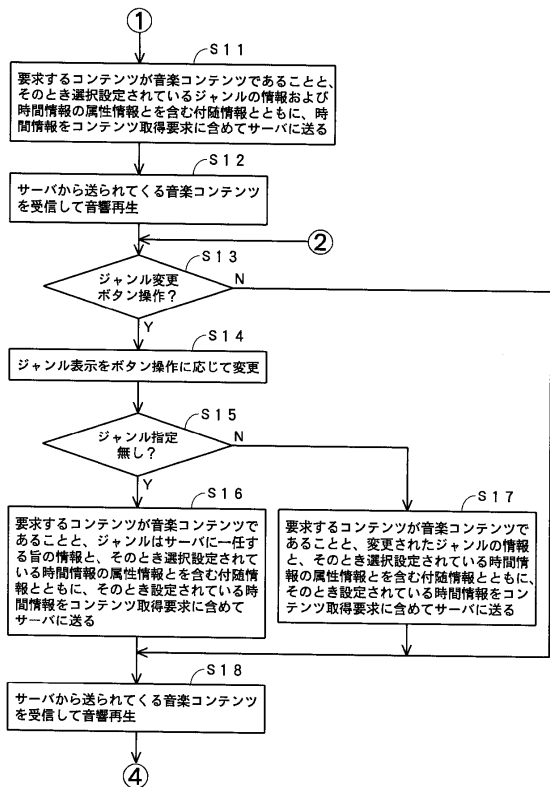 ①
S11
要求するコンテンツが音楽コンテンツであることと、
そのとき選択設定されているジャンルの情報および
時間情報の属性情報とを含む付随情報とともに、時
間情報をコンテンツ取得要求に含めてサーバに送る
S12
サーバから送られてくる音楽コンテンツ
を受信して音響再生
②
S13
ジャンル変更
ボタン操作？
N
Y
S14
ジャンル表示をボタン操作に応じて変更
S15
ジャンル指定
無し？
N
Y
S16
要求するコンテンツが音楽コンテンツで
あることと、ジャンルはサーバに一任す
る旨の情報と、そのとき選択設定されて
いる時間情報の属性情報とを含む付随情
報とともに、そのとき設定されている時
間情報をコンテンツ取得要求に含めて
サーバに送る
S17
要求するコンテンツが音楽コンテンツで
あることと、変更されたジャンルの情報
と、そのとき選択設定されている時間情
報の属性情報とを含む付随情報とともに、
そのとき設定されている時間情報をコン
テンツ取得要求に含めてサーバに送る
S18
サーバから送られてくる音楽コンテンツ
を受信して音響再生
④